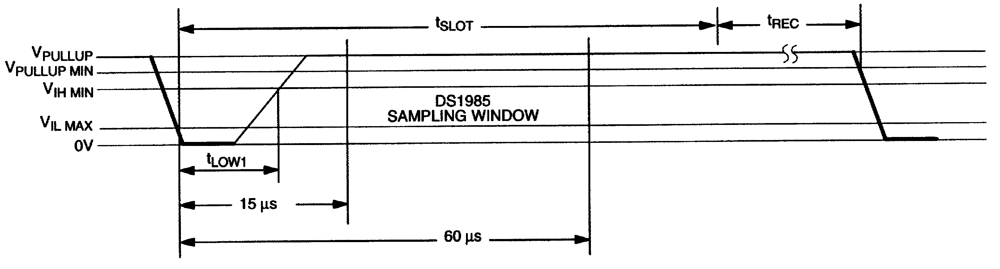 tSLOT
tREC
VPULLUP
VPULLUP MIN
VIH MIN
DS1985
SAMPLING WINDOW
VIL MAX
0V
tLOW1
15 µs
60 µs